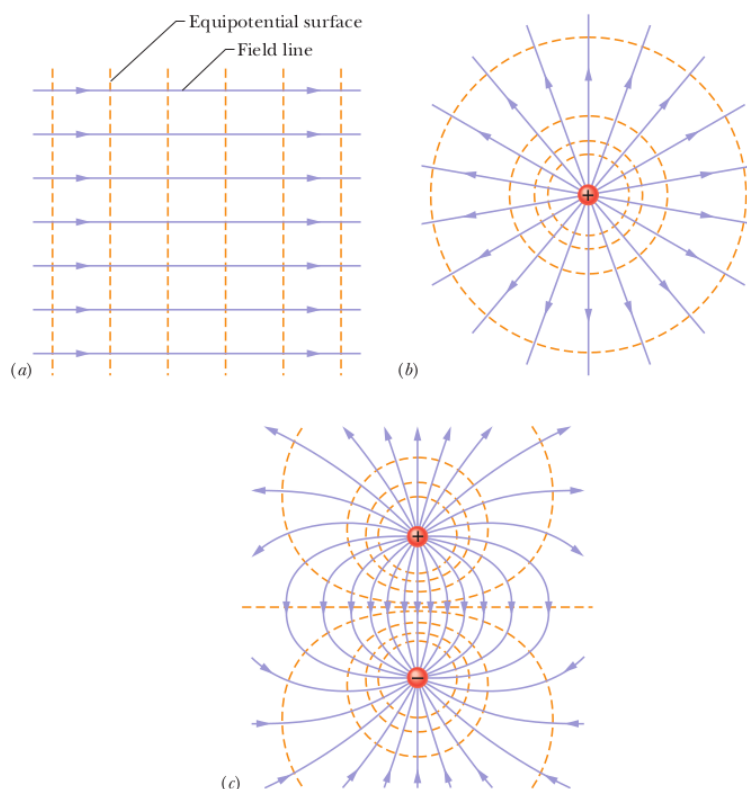 Equipotential surface
Field line
(a)
(b)
+
+
−
(c)